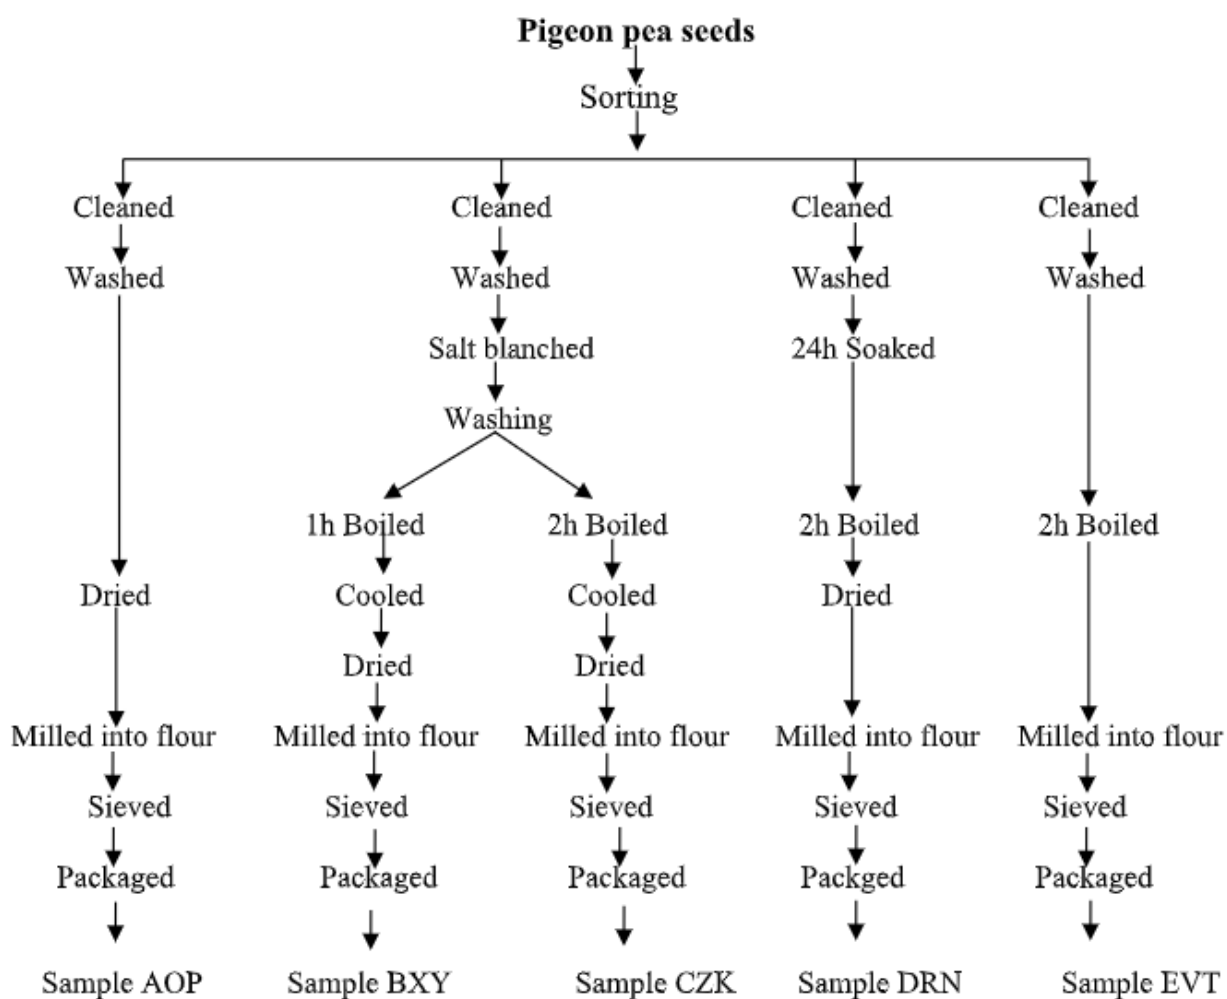 Pigeon pea seeds
Sorting
Cleaned Cleaned Cleaned Cleaned
Washed Washed Washed Washed
Salt blanched 24h Soaked
Washing
1h Boiled 2h Boiled 2h Boiled 2h Boiled
Dried Cooled Cooled Dried
Dried Dried
Milled into flour Milled into flour Milled into flour Milled into flour Milled into flour
Sieved Sieved Sieved Sieved Sieved
Packaged Packaged Packaged Packged Packaged
Sample AOP Sample BXY Sample CZK Sample DRN Sample EVT